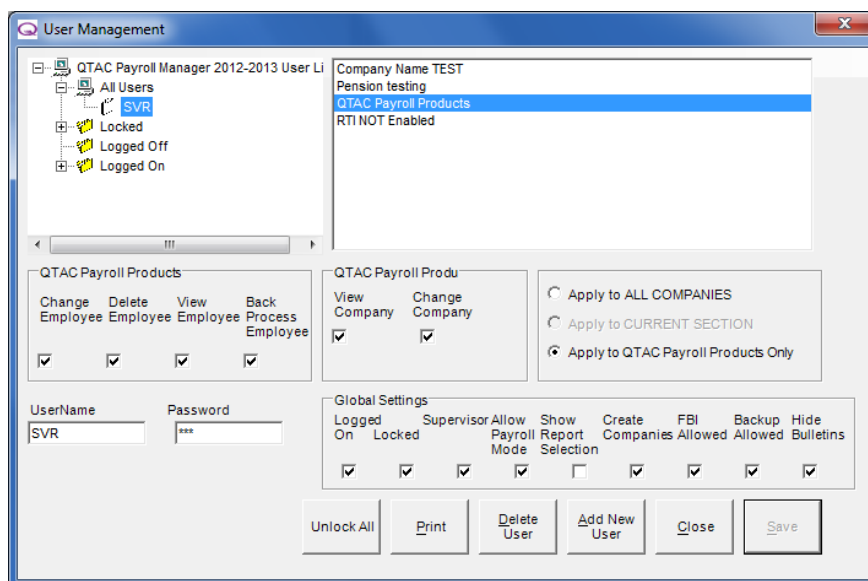 User Management
QTAC Payroll Manager 2012-2013 User Li
All Users
SVR
Locked
Logged Off
Logged On
Company Name TEST
Pension testing
QTAC Payroll Products
RTI NOT Enabled
QTAC Payroll Products
Change Delete View Back
Employee Employee Employee Process
Employee
QTAC Payroll Produ
View Change
Company Company
Apply to ALL COMPANIES
Apply to CURRENT SECTION
Apply to QTAC Payroll Products Only
UserName Password
SVR ***
Global Settings
Logged Supervisor Allow Show Create FBI Backup Hide
On Locked Payroll Report Companies Allowed Allowed Bulletins
Mode Selection
Unlock All
Print
Delete
User
Add New
User
Close
Save